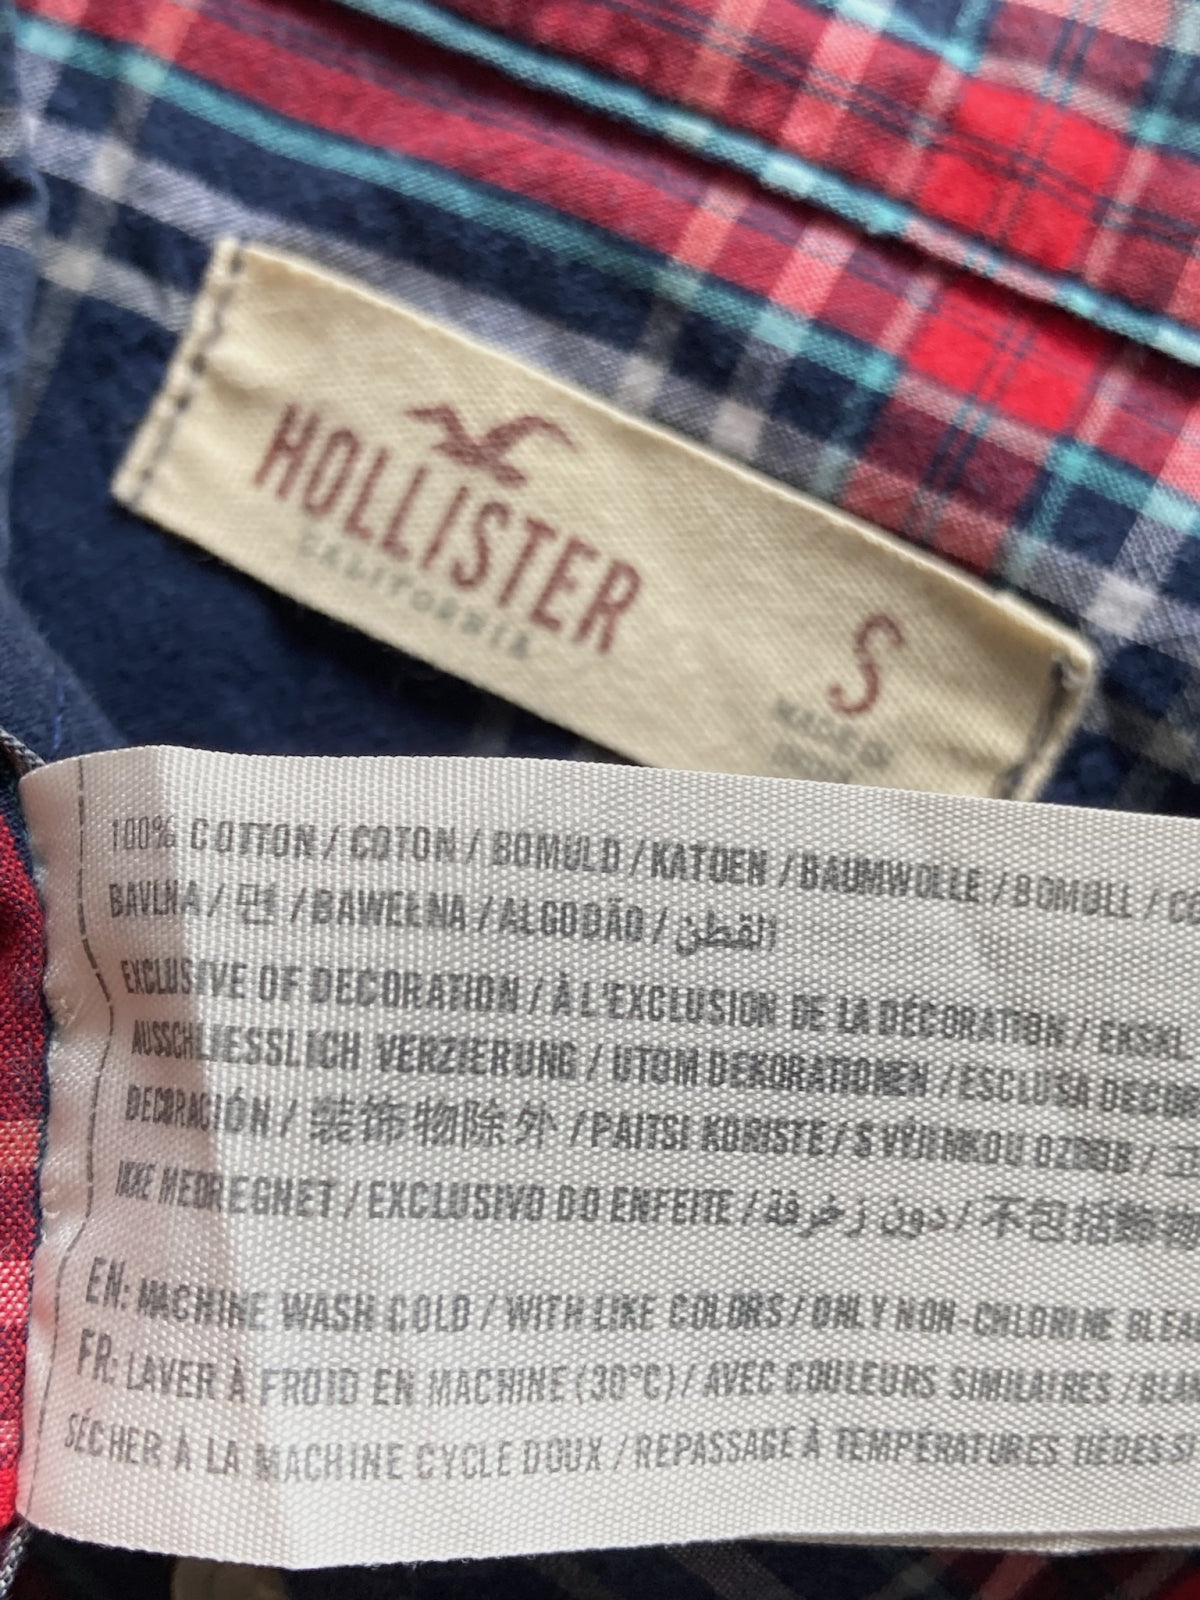 HOLLISTER
CALIFORNIA
S
MADE IN
100% COTTON / COTON / BOMULD / KATOEN / BAUMWOLLE / BOMULL /
BAVLNA / 면 / BAWEŁNA / ALGODÃO / القطن
EXCLUSIVE OF DECORATION / À L'EXCLUSION DE LA DÉCORATION / EKSKL
AUSSCHLIESSLICH VERZIERUNG / UTOM DEKORATIONEN / ESCLUSA DECOR
DECORACIÓN / 装饰物除外 / PAITSI KORISTE / S VÝJIMKOU OZDOB /
IKKE MEDREGNET / EXCLUSIVO DO ENFEITE / دون زخرفة / 不包括飾物
EN: MACHINE WASH COLD / WITH LIKE COLORS / ONLY NON-CHLORINE BLEA
FR: LAVER À FROID EN MACHINE (30°C) / AVEC COULEURS SIMILAIRES /
SÉCHER À LA MACHINE CYCLE DOUX / REPASSAGE À TEMPÉRATURES TIÈDES